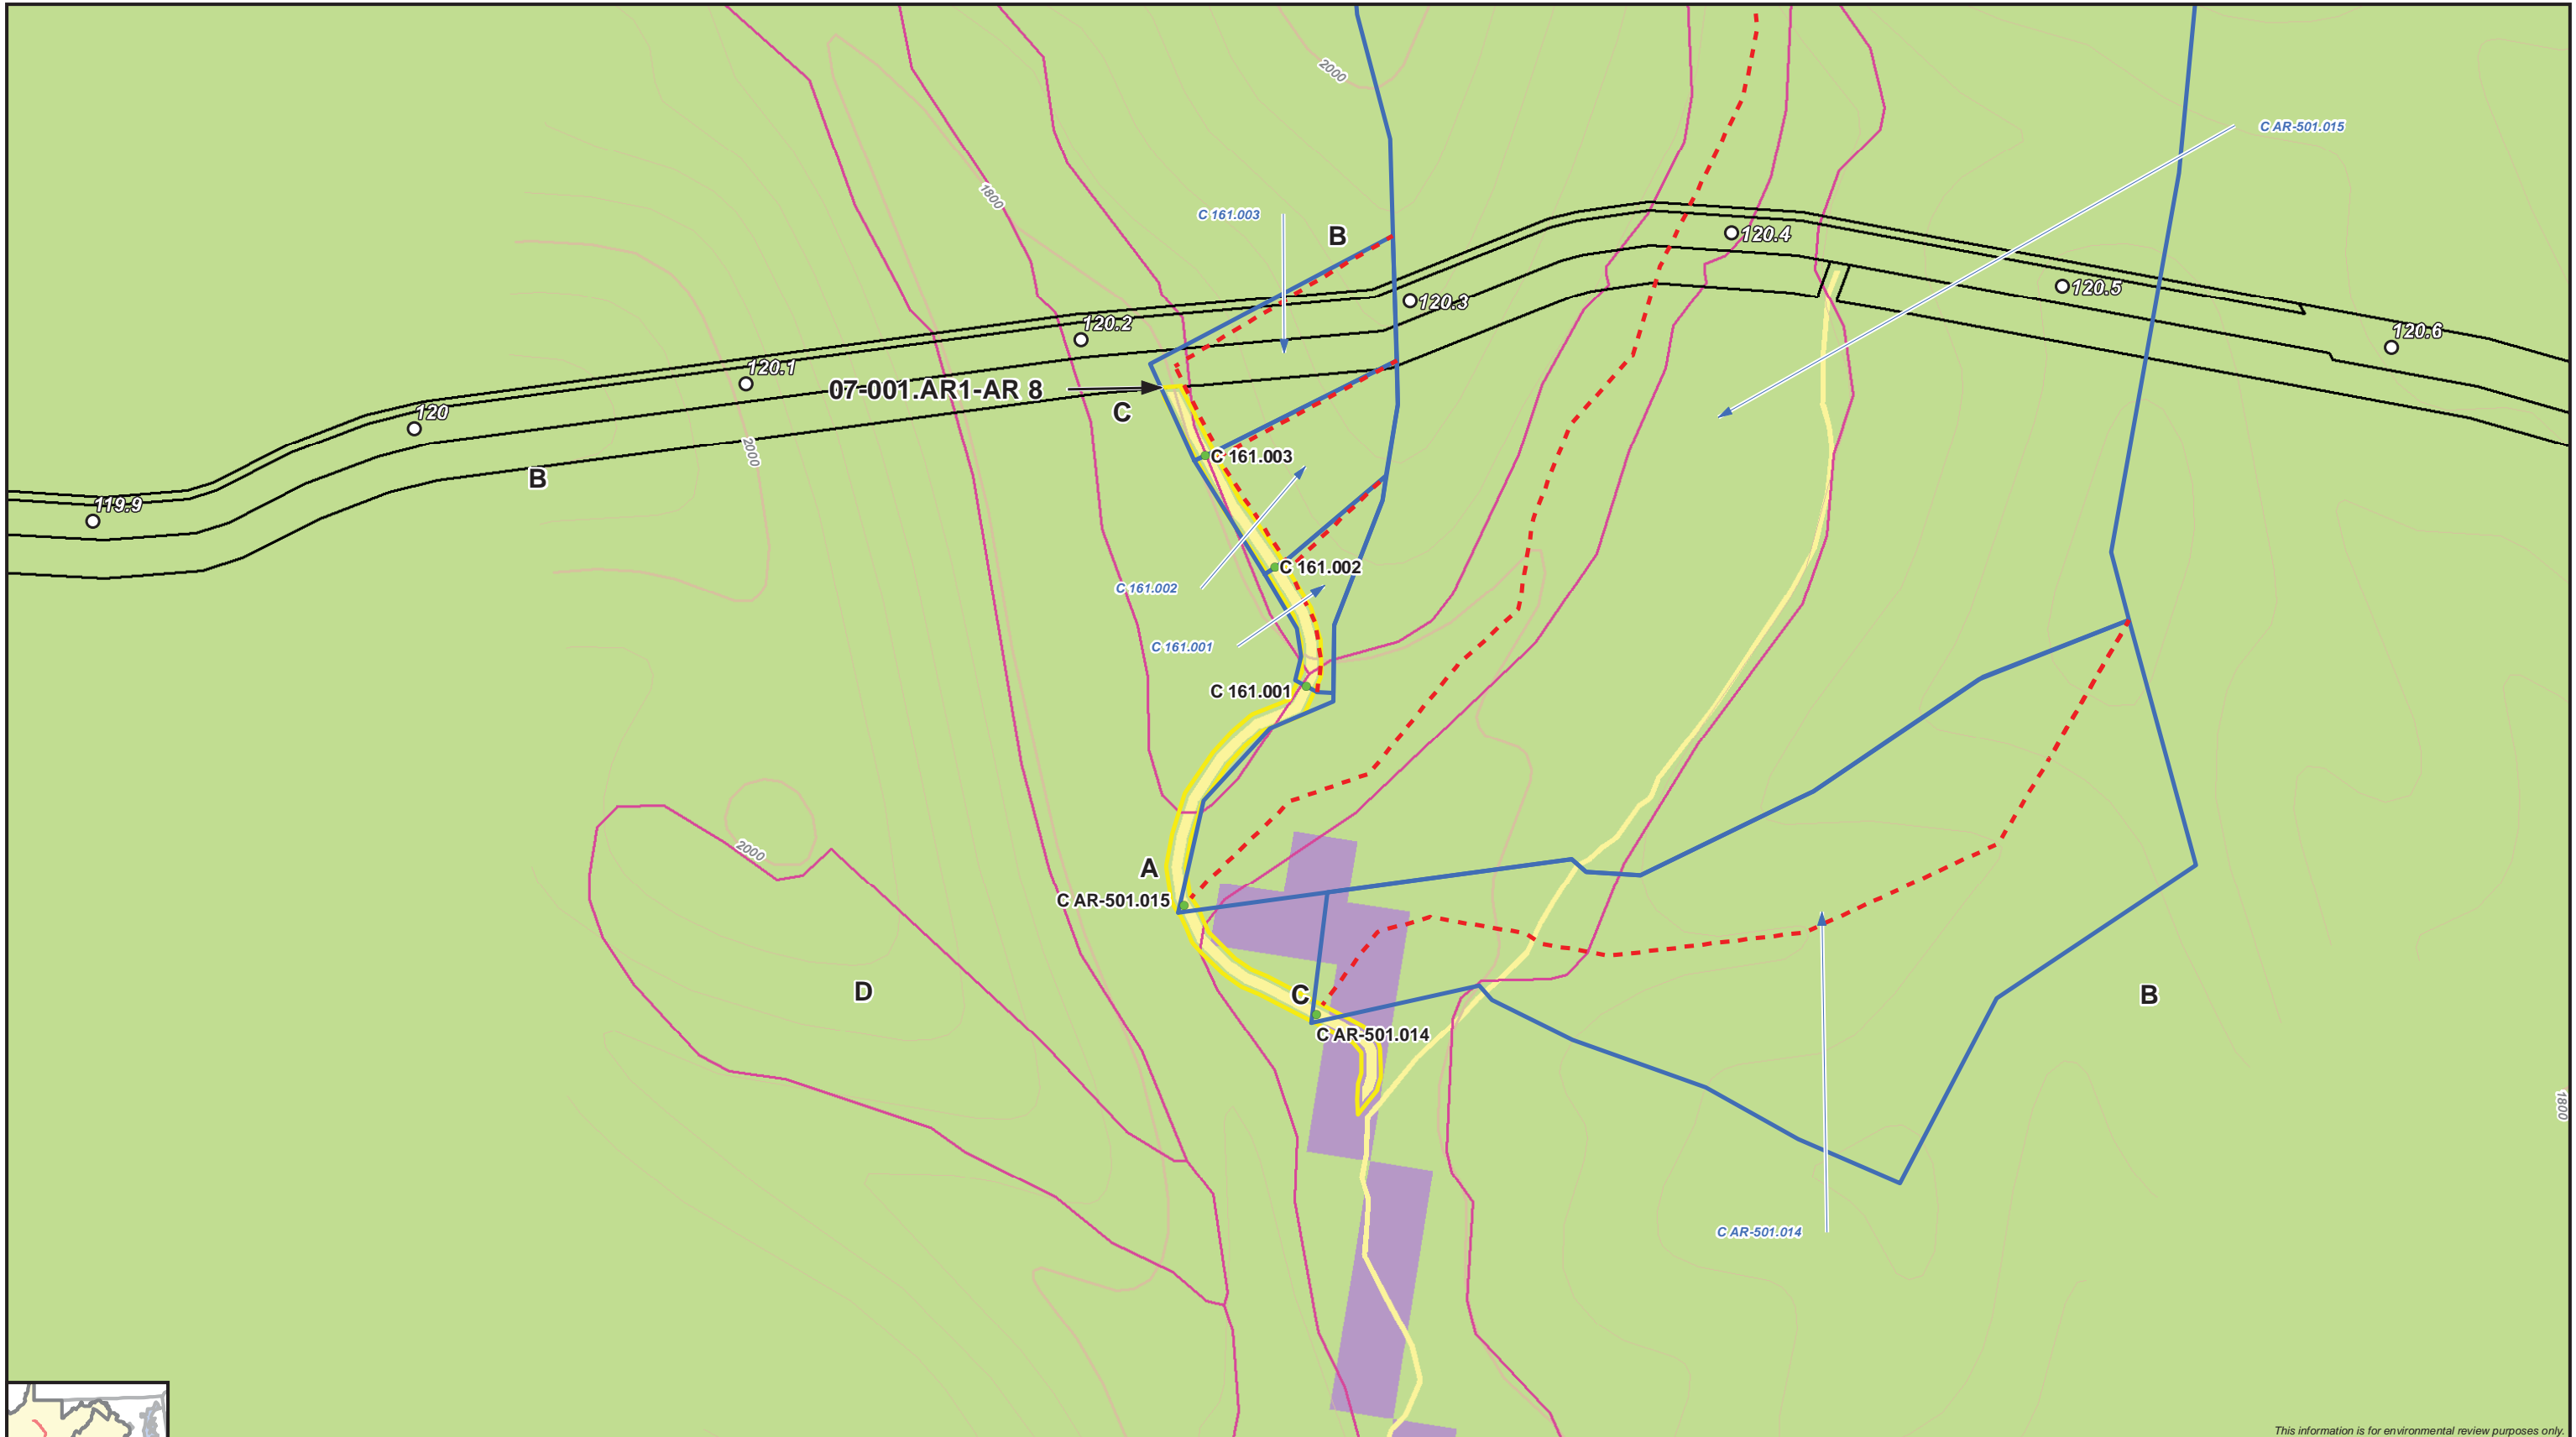 2000
C AR-501.015
1800
C 161.003
B
120.4
120.5
120.3
120.2
120.6
120.1
07-001.AR1-AR 8
120
C
2000
C 161.003
B
119.9
C 161.002
C 161.002
C 161.001
C 161.001
2000
A
C AR-501.015
D
C
B
C AR-501.014
1800
C AR-501.014
This information is for environmental review purposes only.